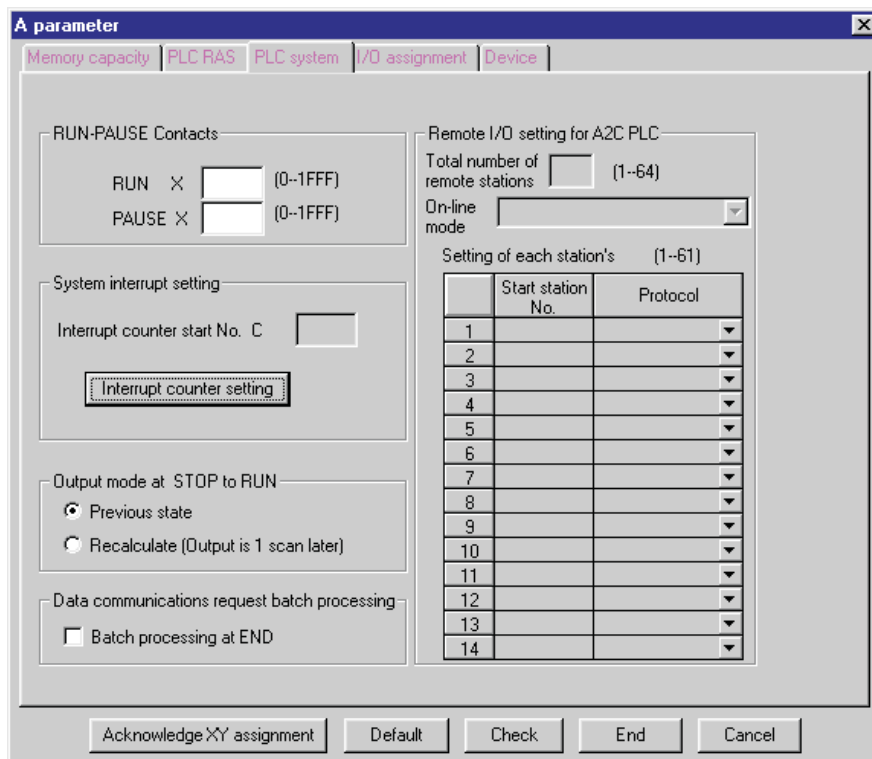 A parameter
Memory capacity PLC RAS PLC system I/O assignment Device
RUN-PAUSE Contacts
RUN X (0--1FFF)
PAUSE X (0--1FFF)
System interrupt setting
Interrupt counter start No. C
Interrupt counter setting
Output mode at STOP to RUN
Previous state
Recalculate (Output is 1 scan later)
Data communications request batch processing
Batch processing at END
Remote I/O setting for A2C PLC
Total number of
remote stations (1--64)
On-line
mode
Setting of each station's (1--61)
Start station
No.
Protocol
1
2
3
4
5
6
7
8
9
10
11
12
13
14
Acknowledge XY assignment Default Check End Cancel